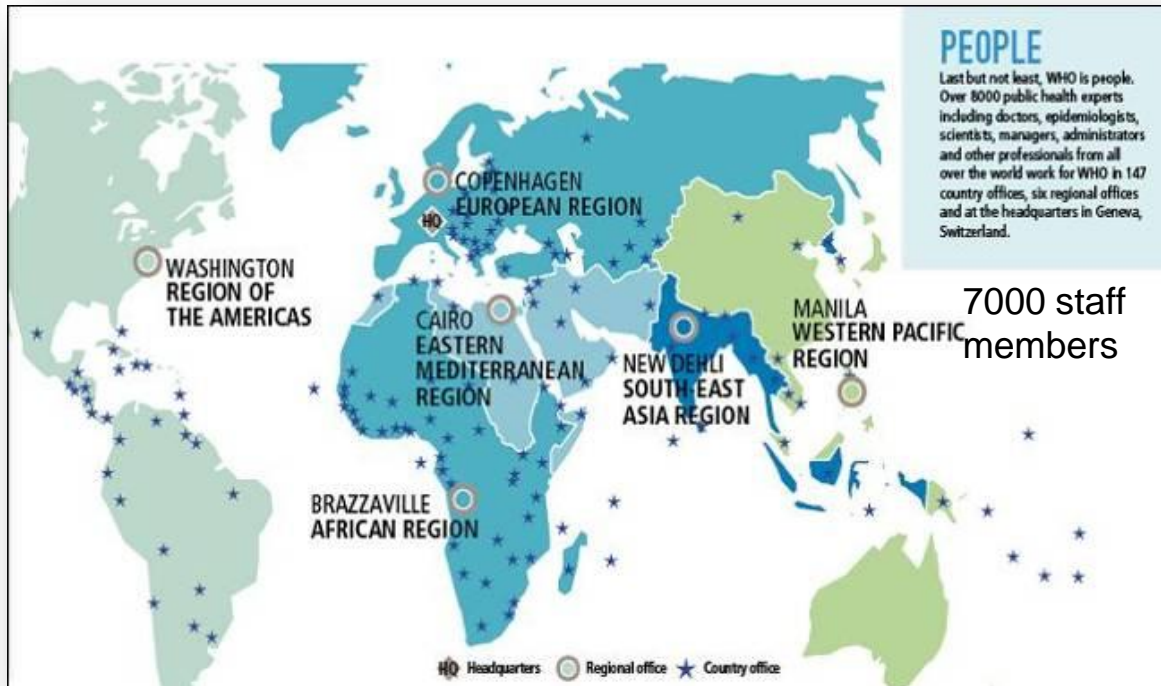 PEOPLE
Last but not least, WHO is people.
Over 8000 public health experts
including doctors, epidemiologists,
scientists, managers, administrators
and other professionals from all
over the world work for WHO in 147
country offices, six regional offices
and at the headquarters in Geneva,
Switzerland.
COPENHAGEN
EUROPEAN REGION
HQ
WASHINGTON
REGION OF
THE AMERICAS
CAIRO
EASTERN
MEDITERRANEAN
REGION
NEW DEHLI
SOUTH-EAST
ASIA REGION
MANILA
WESTERN PACIFIC
REGION
7000 staff
members
BRAZZAVILLE
AFRICAN REGION
HQ Headquarters Regional office Country office